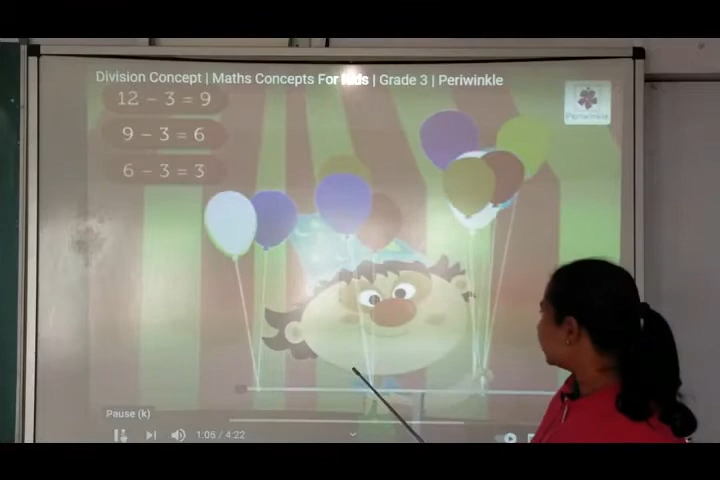 Division Concept | Maths Concepts For Kids | Grade 3 | Periwinkle
12 - 3 = 9
9 - 3 = 6
6 - 3 = 3
Periwinkle
Pause (k)
1:05 / 4:22